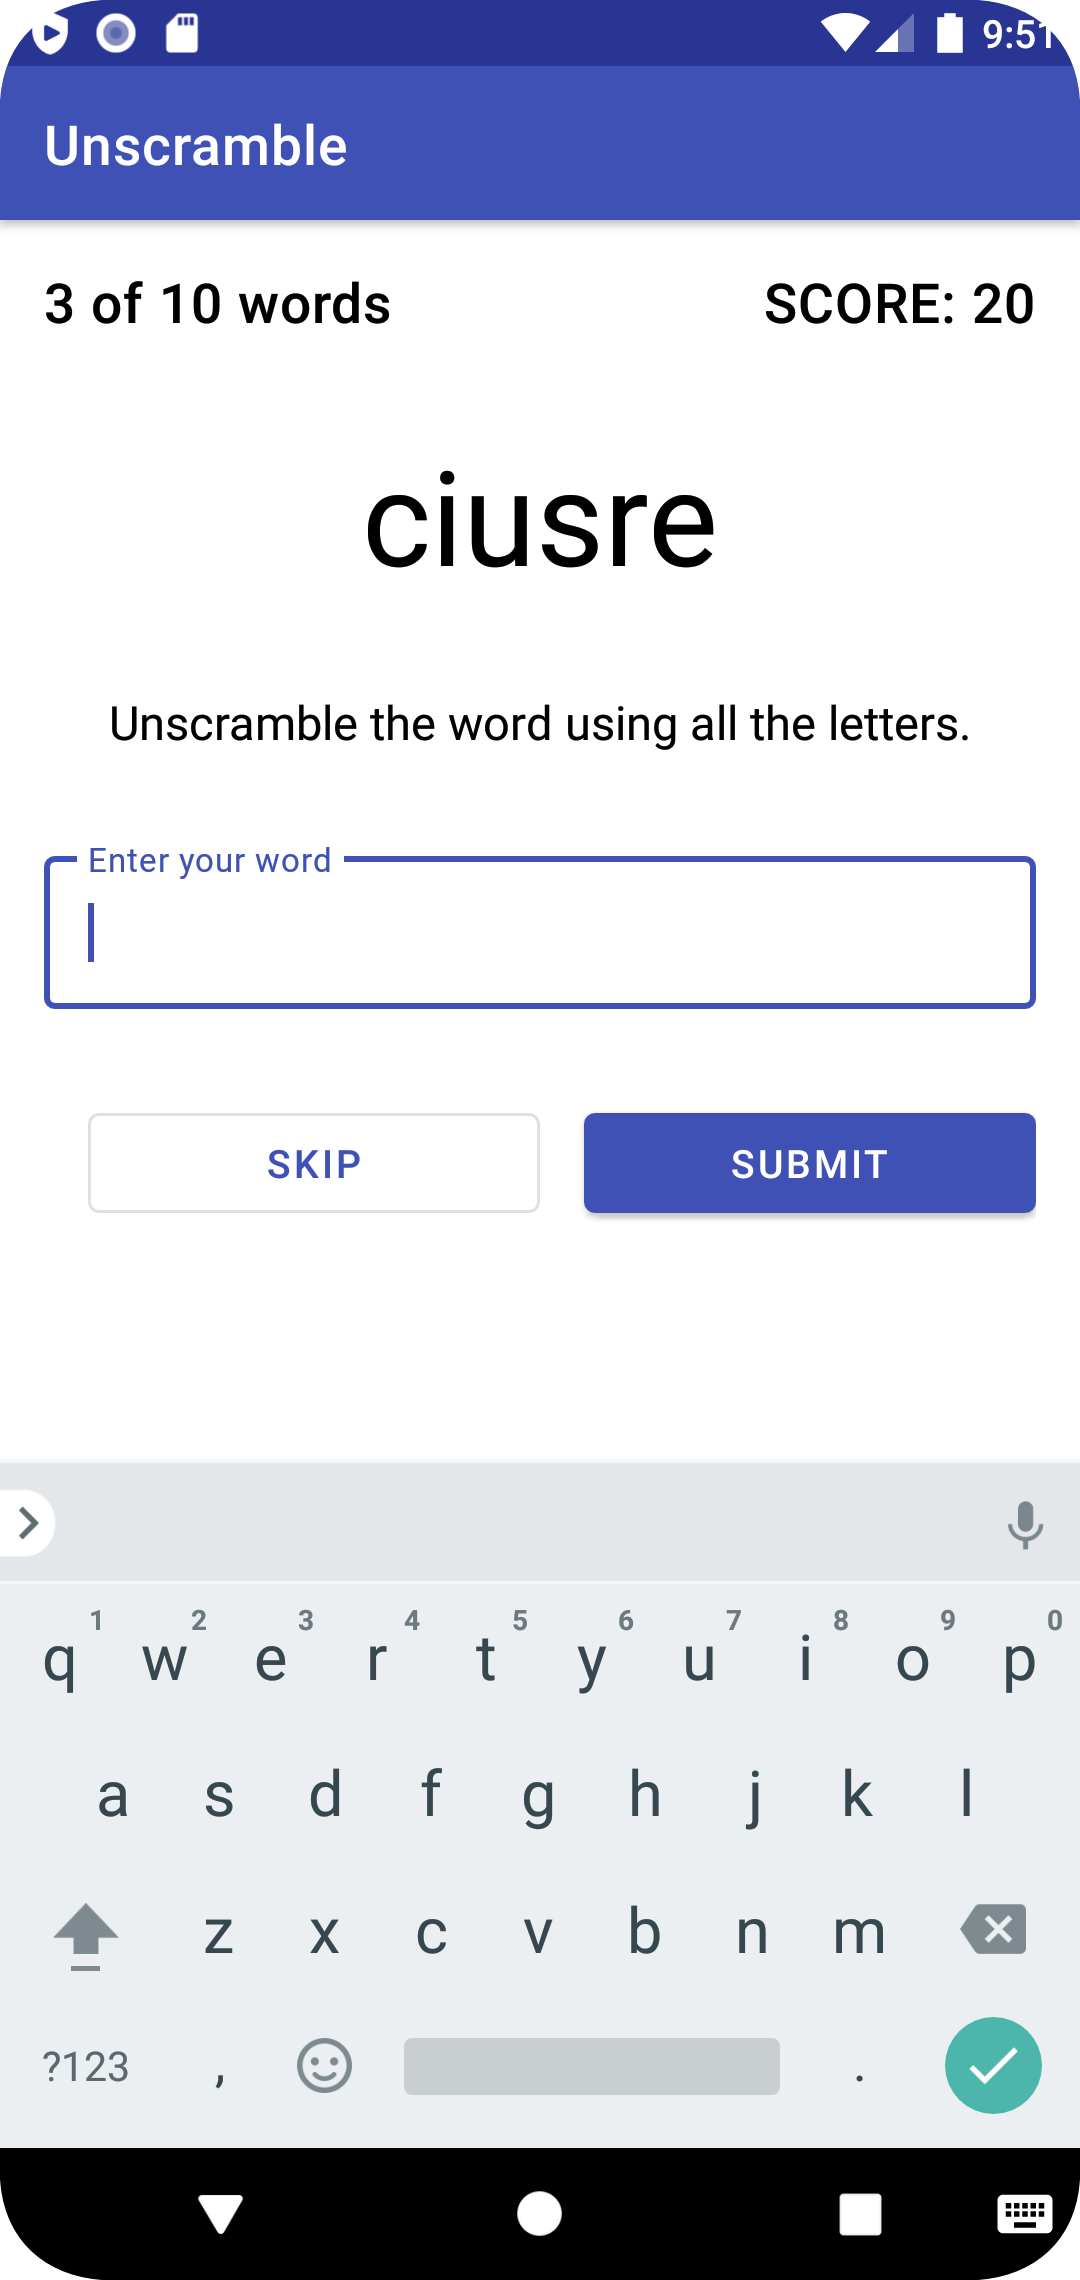 9:51
Unscramble
3 of 10 words SCORE: 20
ciusre
Unscramble the word using all the letters.
Enter your word
SKIP SUBMIT
1 2 3 4 5 6 7 8 9 0
q w e r t y u i o p
a s d f g h j k l
z x c v b n m
?123 , .